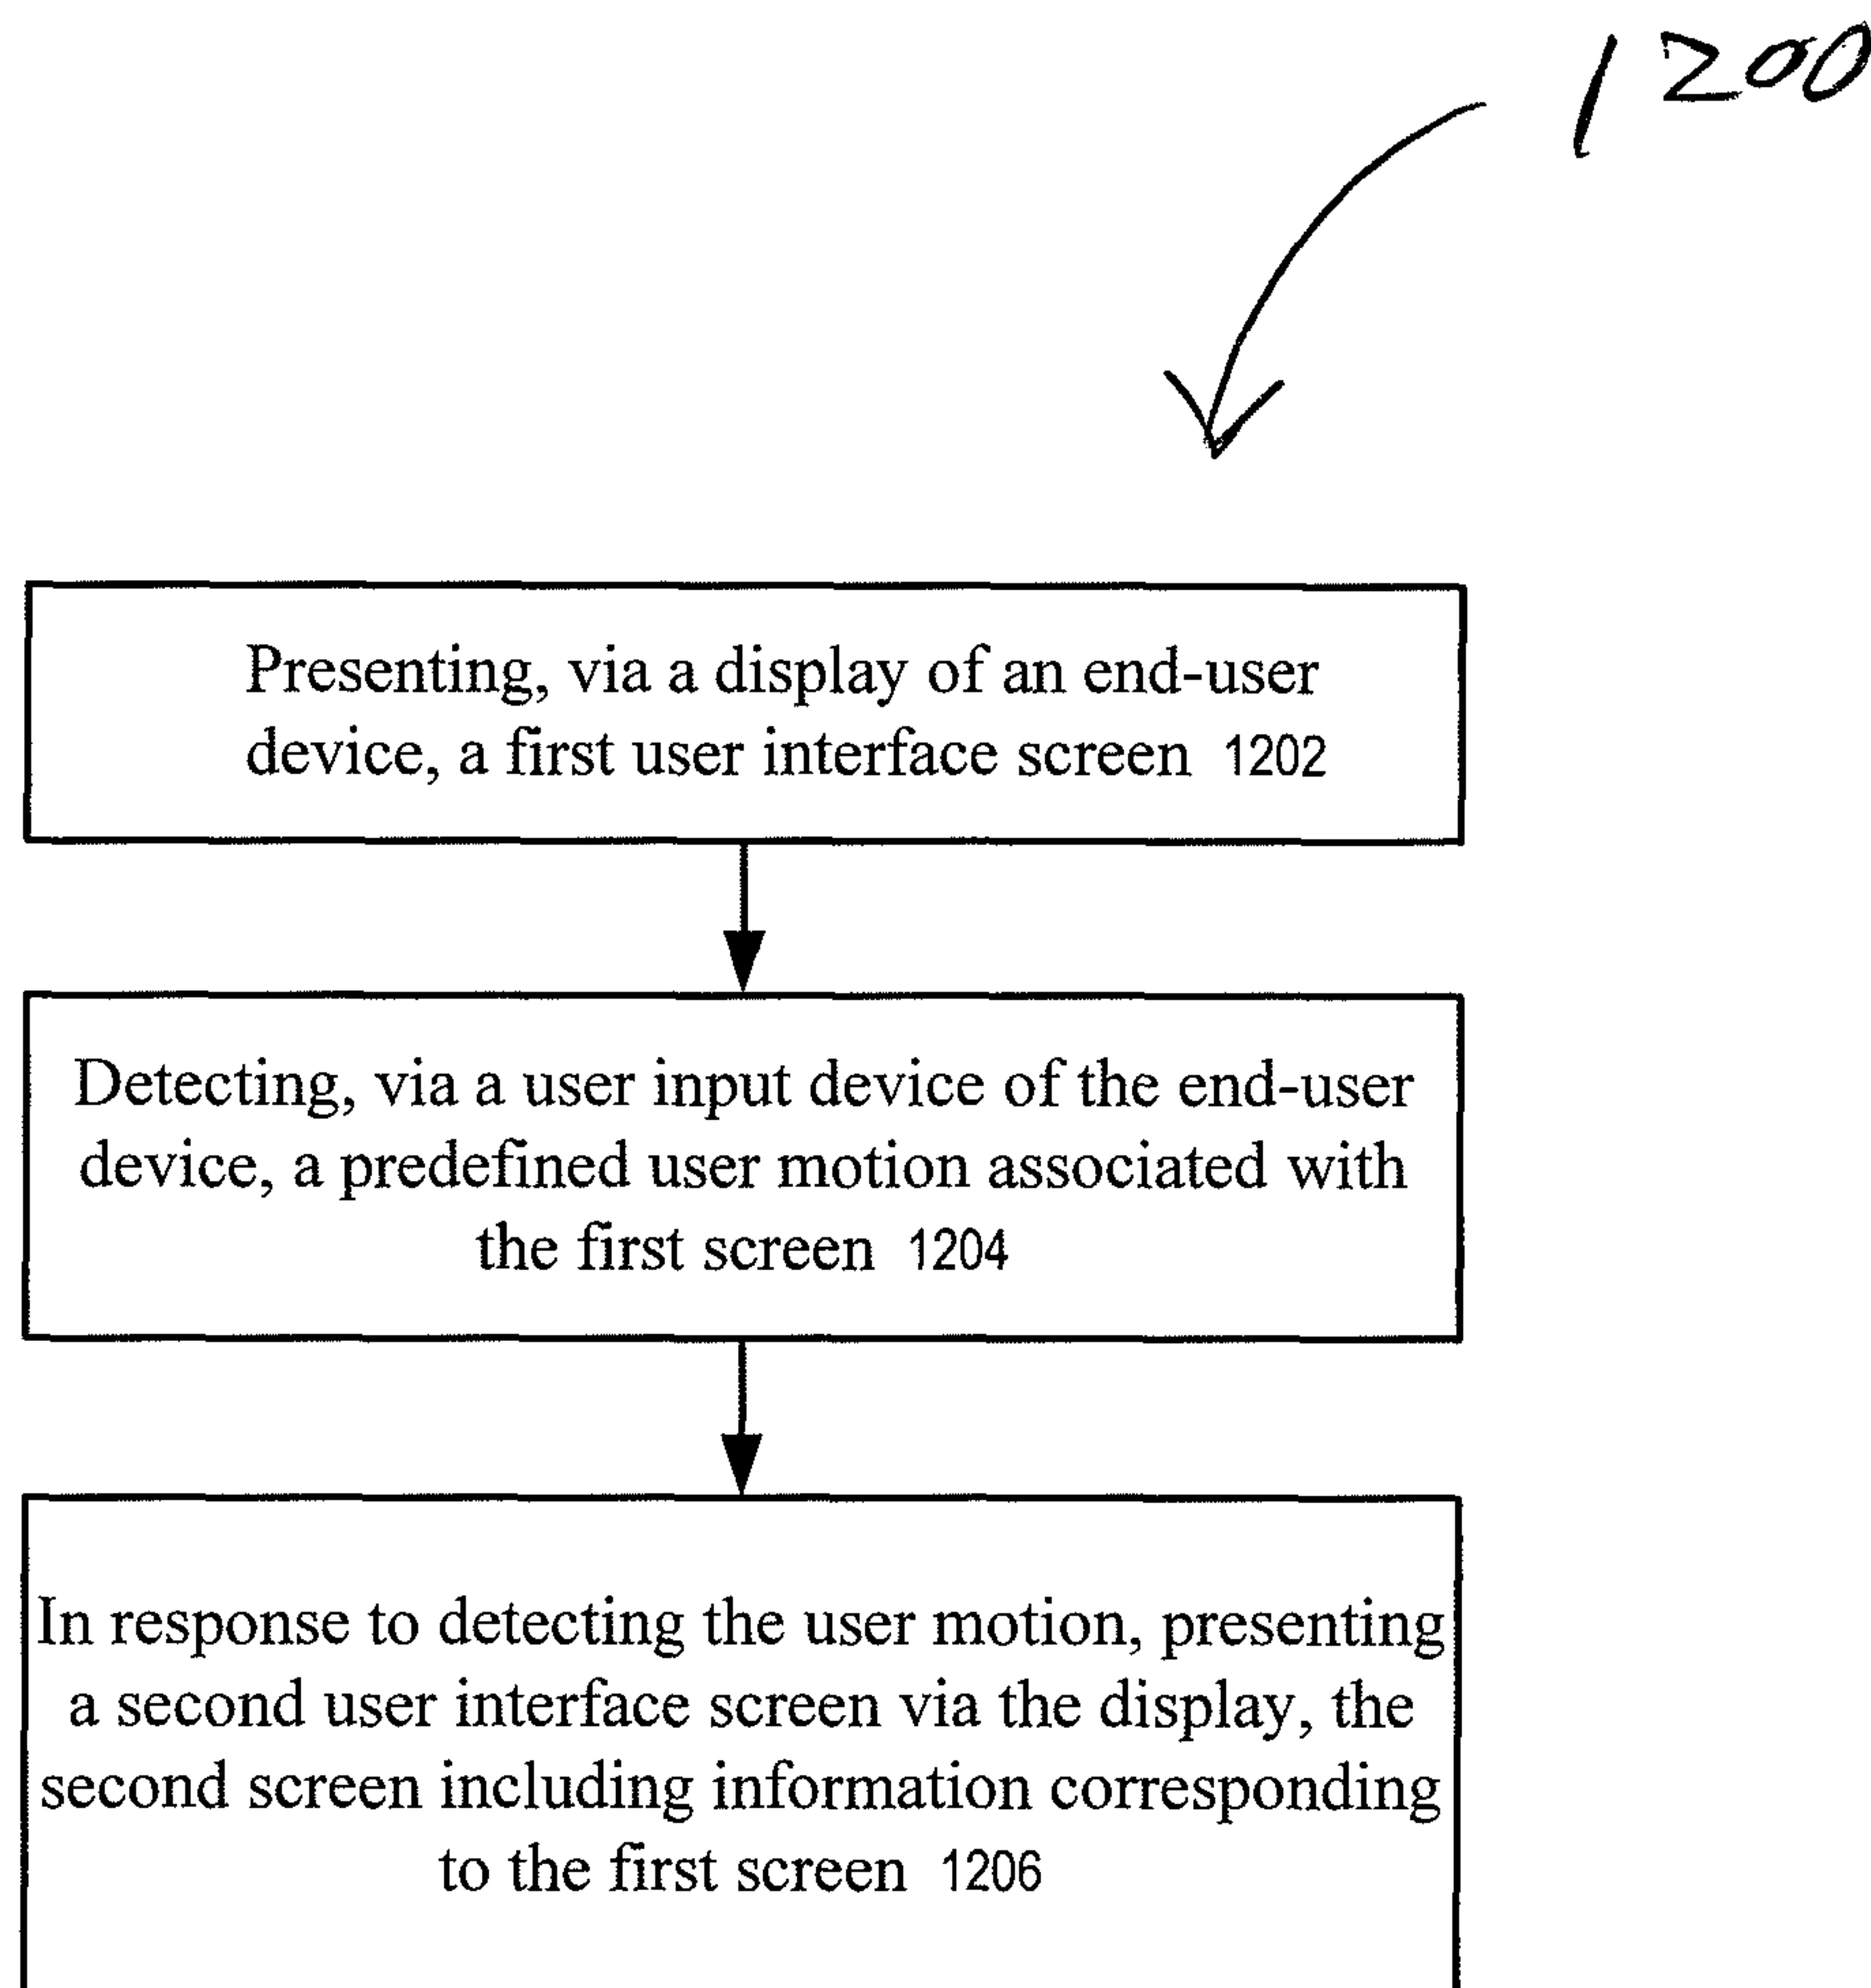 1200
Presenting, via a display of an end-user
device, a first user interface screen 1202
Detecting, via a user input device of the end-user
device, a predefined user motion associated with
the first screen 1204
In response to detecting the user motion, presenting
a second user interface screen via the display, the
second screen including information corresponding
to the first screen 1206